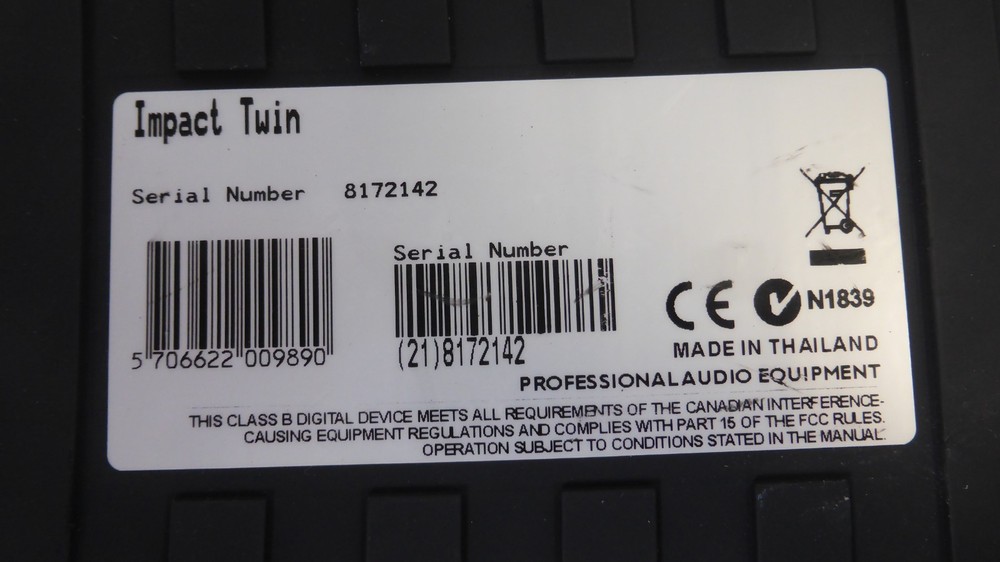 Impact Twin
Serial Number 8172142
5 706622 009890
Serial Number
(21)8172142
CE N1839
MADE IN THAILAND
PROFESSIONAL AUDIO EQUIPMENT
THIS CLASS B DIGITAL DEVICE MEETS ALL REQUIREMENTS OF THE CANADIAN INTERFERENCE-
CAUSING EQUIPMENT REGULATIONS AND COMPLIES WITH PART 15 OF THE FCC RULES.
OPERATION SUBJECT TO CONDITIONS STATED IN THE MANUAL.